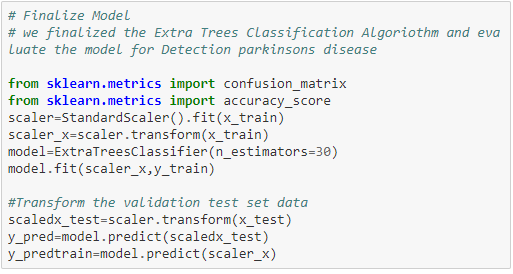 # Finalize Model
# we finalized the Extra Trees Classification Algoriothm and eva
luate the model for Detection parkinsons disease
from sklearn.metrics import confusion_matrix
from sklearn.metrics import accuracy_score
scaler=StandardScaler().fit(x_train)
scaler_x=scaler.transform(x_train)
model=ExtraTreesClassifier(n_estimators=30)
model.fit(scaler_x,y_train)
#Transform the validation test set data
scaledx_test=scaler.transform(x_test)
y_pred=model.predict(scaledx_test)
y_predtrain=model.predict(scaler_x)